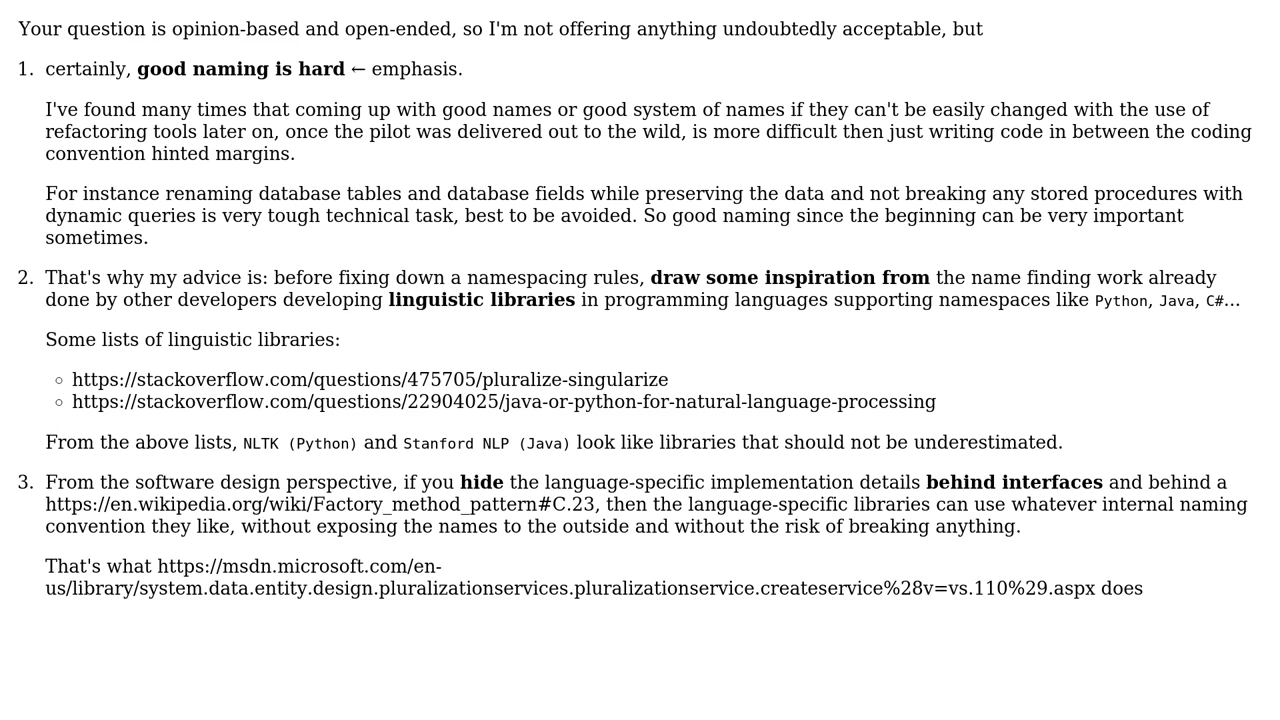 Your question is opinion-based and open-ended, so I'm not offering anything undoubtedly acceptable, but
1. certainly, good naming is hard ← emphasis.
I've found many times that coming up with good names or good system of names if they can't be easily changed with the use of
refactoring tools later on, once the pilot was delivered out to the wild, is more difficult then just writing code in between the coding
convention hinted margins.
For instance renaming database tables and database fields while preserving the data and not breaking any stored procedures with
dynamic queries is very tough technical task, best to be avoided. So good naming since the beginning can be very important
sometimes.
2. That's why my advice is: before fixing down a namespacing rules, draw some inspiration from the name finding work already
done by other developers developing linguistic libraries in programming languages supporting namespaces like Python, Java, C#...
Some lists of linguistic libraries:
◦ https://stackoverflow.com/questions/475705/pluralize-singularize
◦ https://stackoverflow.com/questions/22904025/java-or-python-for-natural-language-processing
From the above lists, NLTK (Python) and Stanford NLP (Java) look like libraries that should not be underestimated.
3. From the software design perspective, if you hide the language-specific implementation details behind interfaces and behind a
https://en.wikipedia.org/wiki/Factory_method_pattern#C.23, then the language-specific libraries can use whatever internal naming
convention they like, without exposing the names to the outside and without the risk of breaking anything.
That's what https://msdn.microsoft.com/en-
us/library/system.data.entity.design.pluralizationservices.pluralizationservice.createservice%28v=vs.110%29.aspx does